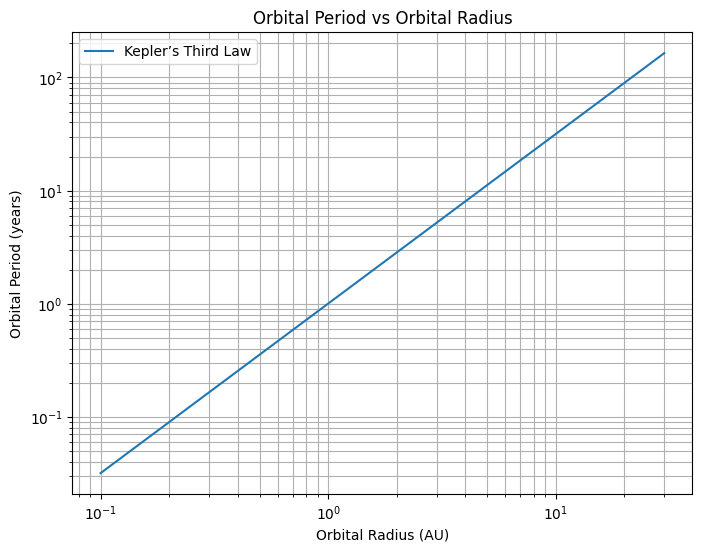 Orbital Period vs Orbital Radius
Kepler’s Third Law
10²
10¹
10⁰
10⁻¹
Orbital Period (years)
10⁻¹ 10⁰ 10¹
Orbital Radius (AU)